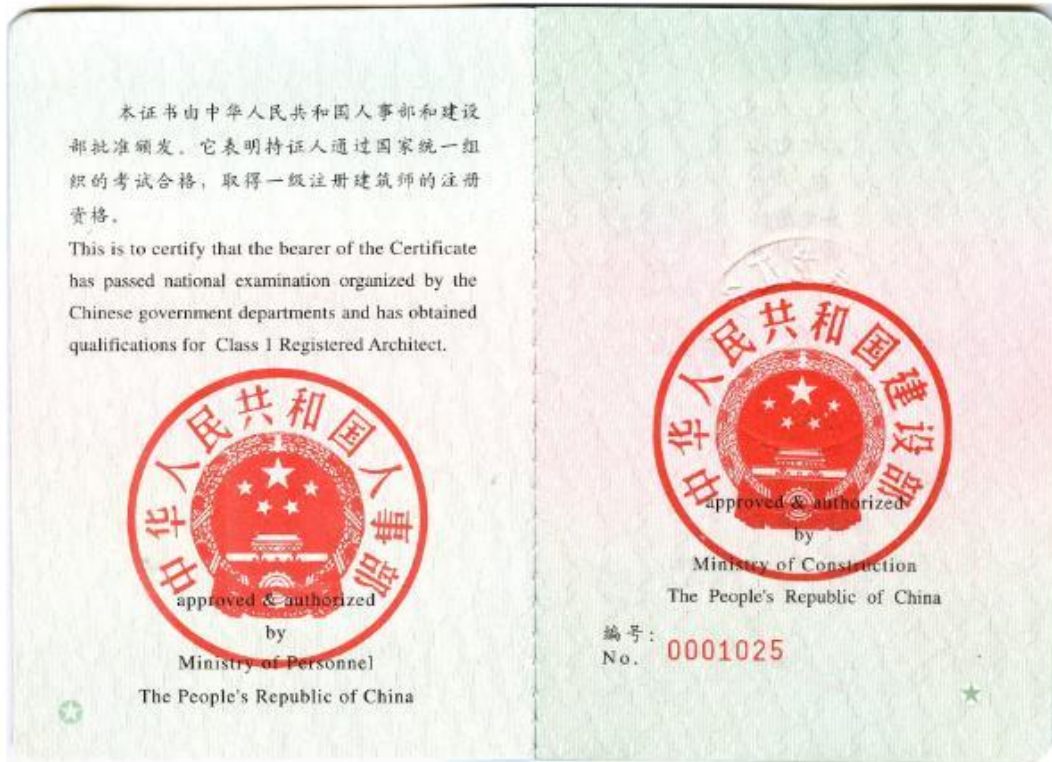 本证书由中华人民共和国人事部和建设
部批准颁发。它表明持证人通过国家统一组
织的考试合格，取得一级注册建筑师的注册
资格。
This is to certify that the bearer of the Certificate
has passed national examination organized by the
Chinese government departments and has obtained
qualifications for Class 1 Registered Architect.
中华人民共和国人事部
approved & authorized
by
Ministry of Personnel
The People's Republic of China
中华人民共和国建设部
approved & authorized
by
Ministry of Construction
The People's Republic of China
编号：
No. 0001025